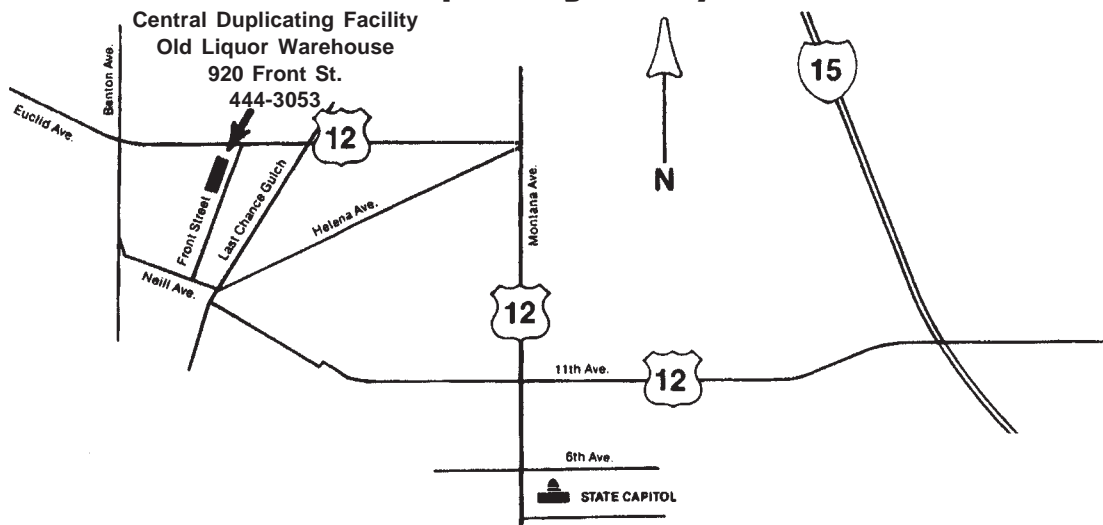 Central Duplicating Facility
Old Liquor Warehouse
920 Front St.
444-3053
Benton Ave.
Euclid Ave.
12
15
N
Front Street
Last Chance Gulch
Helena Ave.
Montana Ave.
Neill Ave.
12
11th Ave.
12
6th Ave.
STATE CAPITOL